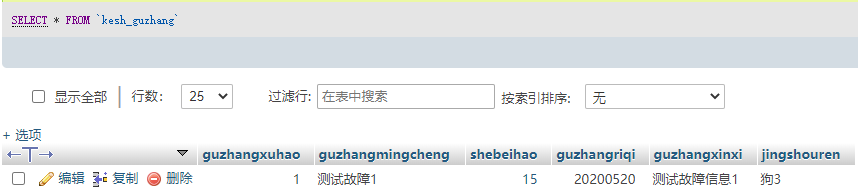 SELECT * FROM `kesh_guzhang`
显示全部 行数： 25 过滤行: 在表中搜索 按索引排序: 无
+ 选项
guzhangxuhao guzhangmingcheng shebeihao guzhangriqi guzhangxinxi jingshouren
编辑 复制 删除 1 测试故障1 15 20200520 测试故障信息1 狗3